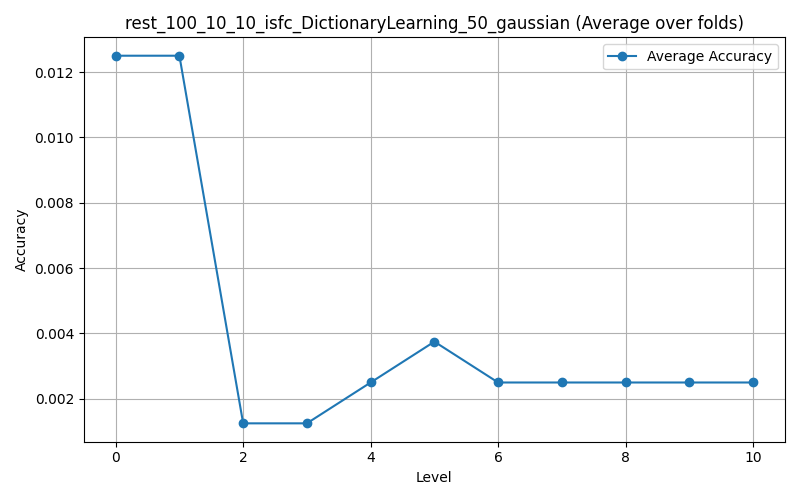 rest_100_10_10_isfc_DictionaryLearning_50_gaussian (Average over folds)
Average Accuracy
0.012
0.010
0.008
0.006
0.004
0.002
Accuracy
0 2 4 6 8 10
Level